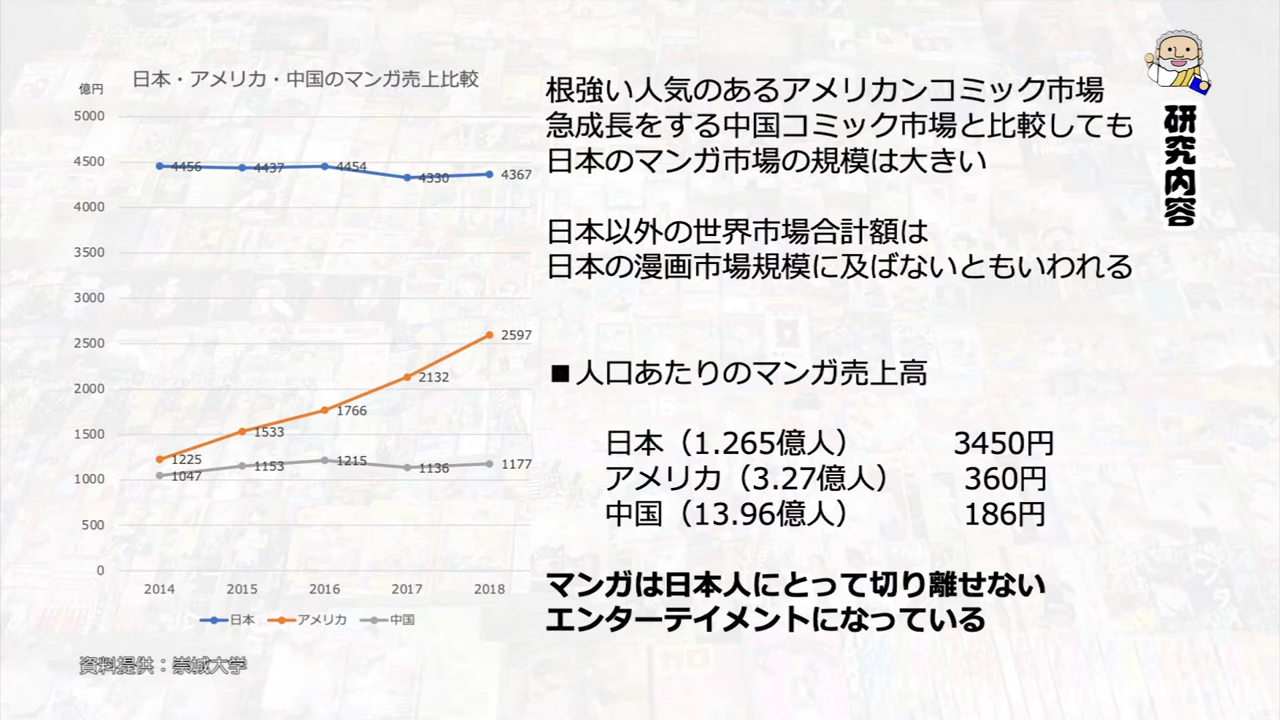 日本・アメリカ・中国のマンガ売上比較
億円
5000
4500
4000
3500
3000
2500
2000
1500
1000
500
0
4456 4437 4454 4330 4367
1225 1533 1766 2132 2597
1047 1153 1215 1136 1177
2014 2015 2016 2017 2018
日本 アメリカ 中国
資料提供：崇城大学
根強い人気のあるアメリカンコミック市場
急成長をする中国コミック市場と比較しても
日本のマンガ市場の規模は大きい
日本以外の世界市場合計額は
日本の漫画市場規模に及ばないともいわれる
■人口あたりのマンガ売上高
日本（1.265億人） 3450円
アメリカ（3.27億人） 360円
中国（13.96億人） 186円
マンガは日本人にとって切り離せない
エンターテイメントになっている
研究内容